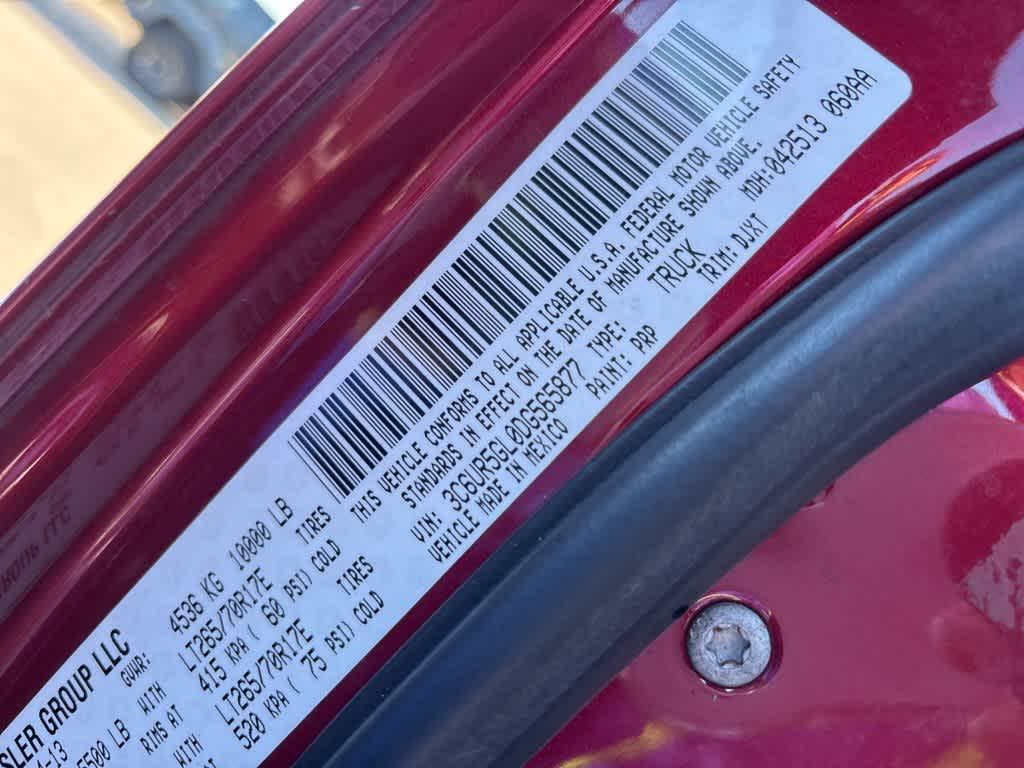 SLER GROUP LLC
-13 GVWR: 4536 KG 10000 LB
6500 LB WITH LT265/70R17E TIRES
RIMS AT 415 KPA ( 60 PSI) COLD
WITH LT265/70R17E TIRES
AT 520 KPA ( 75 PSI) COLD
THIS VEHICLE CONFORMS TO ALL APPLICABLE U.S.A. FEDERAL MOTOR VEHICLE SAFETY
STANDARDS IN EFFECT ON THE DATE OF MANUFACTURE SHOWN ABOVE.
VIN: 3C6UR5GL0DG565877 TYPE: TRUCK MDH: 042513 060AA
VEHICLE MADE IN MEXICO PAINT: PRP TRIM: DJXT